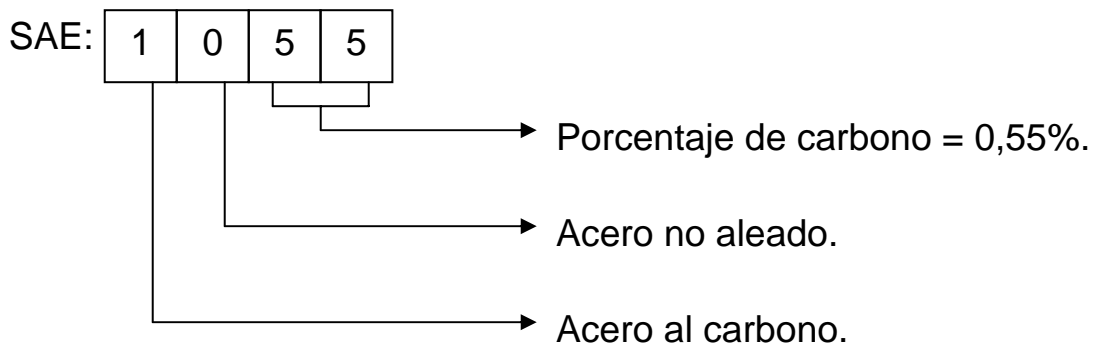 SAE: 1 0 5 5
Porcentaje de carbono = 0,55%.
Acero no aleado.
Acero al carbono.